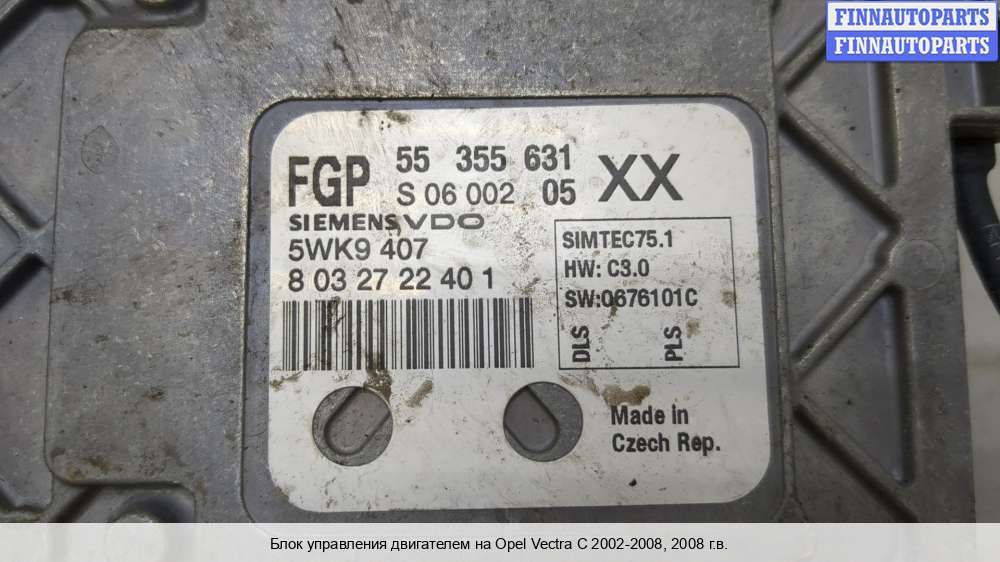 FINNAUTOPARTS
FINNAUTOPARTS
FGP 55 355 631 XX
S 06 002 05
SIEMENS VDO
5WK9 407
8 03 27 22 40 1
SIMTEC75.1
HW: C3.0
SW:0676101C
DLS PLS
Made in
Czech Rep.
Блок управления двигателем на Opel Vectra C 2002-2008, 2008 г.в.